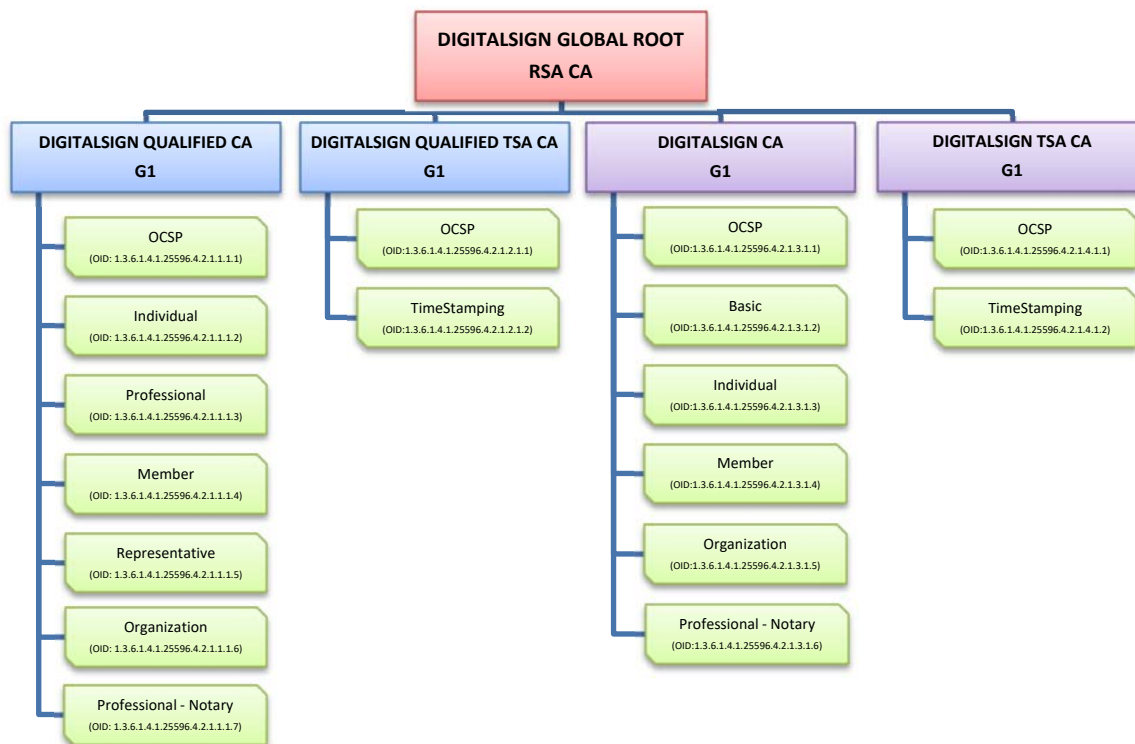 DIGITALSIGN GLOBAL ROOT
RSA CA
DIGITALSIGN QUALIFIED CA
G1
OCSP
(OID: 1.3.6.1.4.1.25596.4.2.1.1.1.1)
Individual
(OID: 1.3.6.1.4.1.25596.4.2.1.1.1.2)
Professional
(OID: 1.3.6.1.4.1.25596.4.2.1.1.1.3)
Member
(OID: 1.3.6.1.4.1.25596.4.2.1.1.1.4)
Representative
(OID: 1.3.6.1.4.1.25596.4.2.1.1.1.5)
Organization
(OID: 1.3.6.1.4.1.25596.4.2.1.1.1.6)
Professional - Notary
(OID: 1.3.6.1.4.1.25596.4.2.1.1.1.7)
DIGITALSIGN QUALIFIED TSA CA
G1
OCSP
(OID:1.3.6.1.4.1.25596.4.2.1.2.1.1)
TimeStamping
(OID:1.3.6.1.4.1.25596.4.2.1.2.1.2)
DIGITALSIGN CA
G1
OCSP
(OID:1.3.6.1.4.1.25596.4.2.1.3.1.1)
Basic
(OID:1.3.6.1.4.1.25596.4.2.1.3.1.2)
Individual
(OID:1.3.6.1.4.1.25596.4.2.1.3.1.3)
Member
(OID:1.3.6.1.4.1.25596.4.2.1.3.1.4)
Organization
(OID:1.3.6.1.4.1.25596.4.2.1.3.1.5)
Professional - Notary
(OID:1.3.6.1.4.1.25596.4.2.1.3.1.6)
DIGITALSIGN TSA CA
G1
OCSP
(OID:1.3.6.1.4.1.25596.4.2.1.4.1.1)
TimeStamping
(OID:1.3.6.1.4.1.25596.4.2.1.4.1.2)